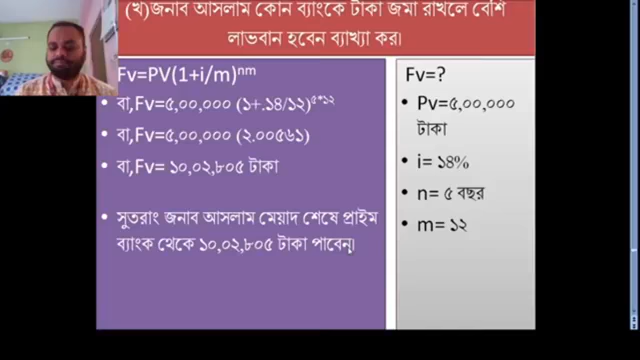 (খ)জনাব আসলাম কোন ব্যাংকে টাকা জমা রাখলে বেশি
লাভবান হবেন ব্যাখ্যা কর।
Fv=PV(1+i/m)ⁿᵐ
বা,Fv=৫,০০,০০০ (১+.১৪/১২)^৫*১২
বা,Fv=৫,০০,০০০ (২.০০৫৬১)
বা,Fv= ১০,০২,৮০৫ টাকা
সুতরাং জনাব আসলাম মেয়াদ শেষে প্রাইম
ব্যাংক থেকে ১০,০২,৮০৫ টাকা পাবেন।
Fv=?
Pv=৫,০০,০০০
টাকা
i= ১৪%
n= ৫ বছর
m= ১২